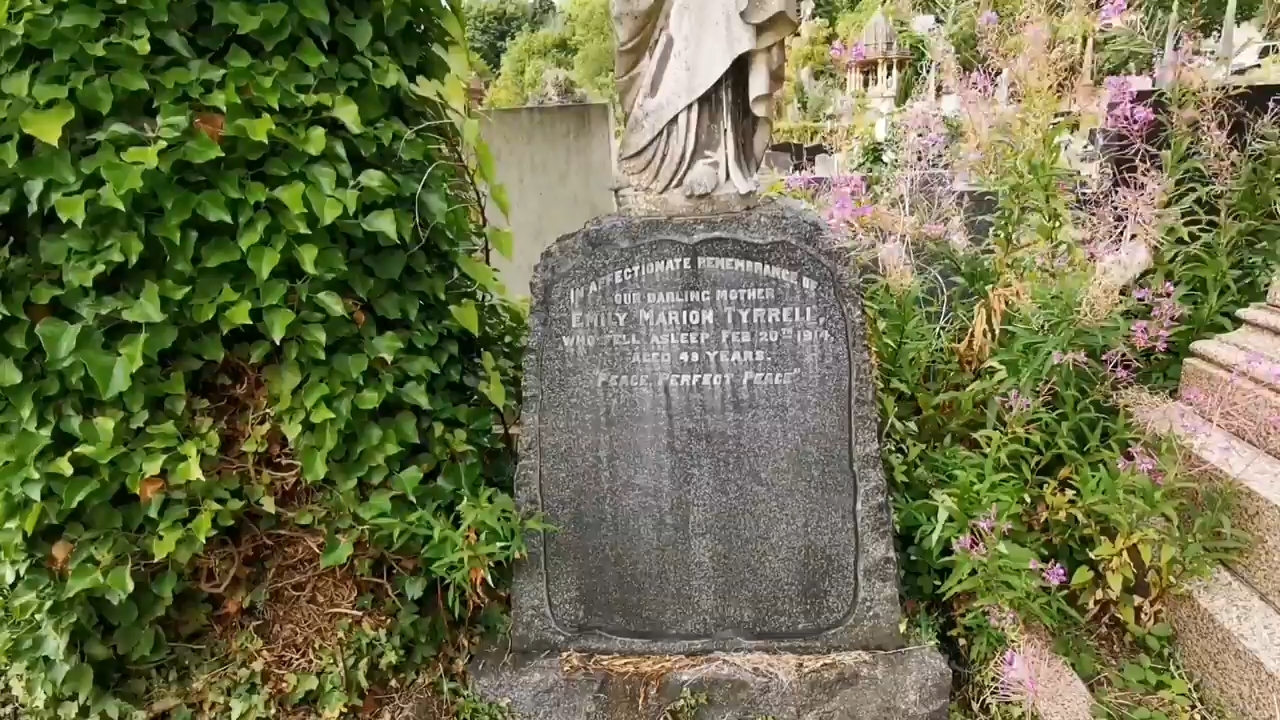 IN AFFECTIONATE REMEMBRANCE OF
OUR DARLING MOTHER
EMILY MARION TYRRELL,
WHO FELL ASLEEP FEB 20TH 1914,
AGED 49 YEARS.
"PEACE, PERFECT PEACE"